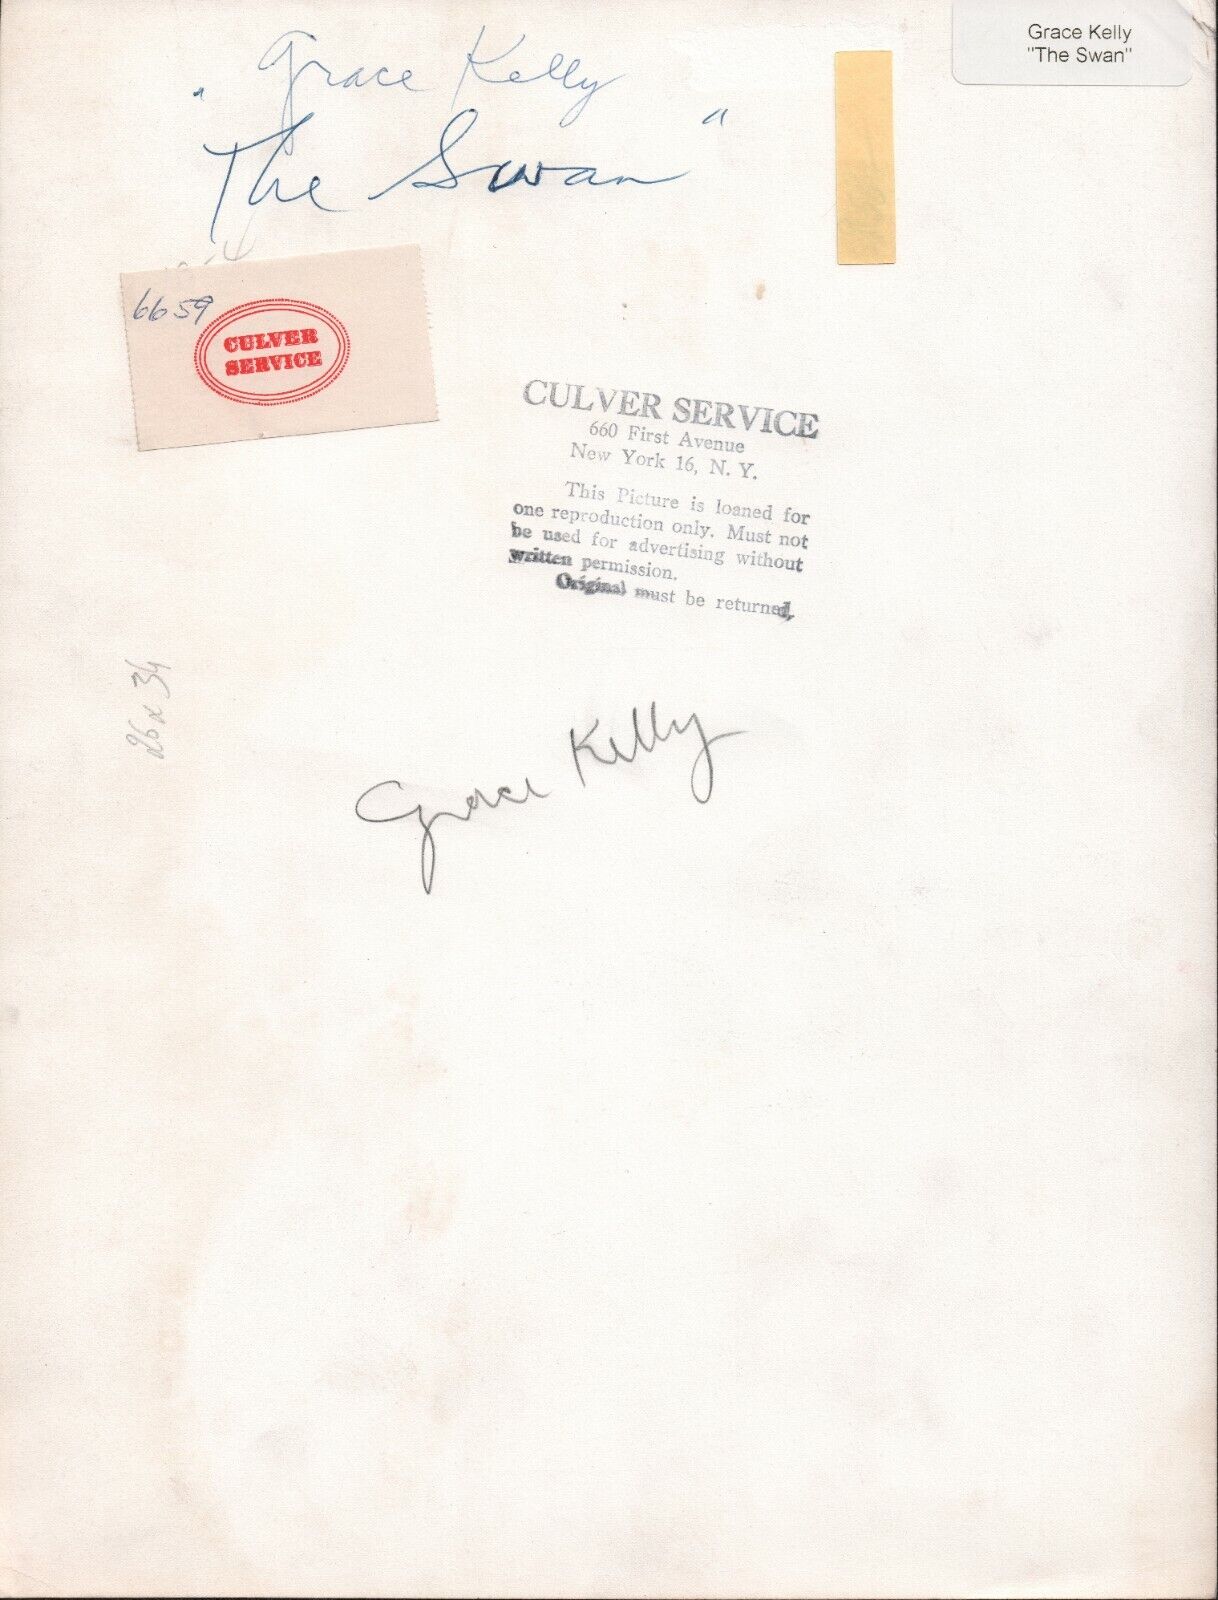 Grace Kelly
"The Swan"
Grace Kelly
"The Swan"
6659
CULVER
SERVICE
CULVER SERVICE
660 First Avenue
New York 16, N. Y.
This Picture is loaned for
one reproduction only. Must not
be used for advertising without
written permission.
Original must be returned.
26 x 34
Grace Kelly